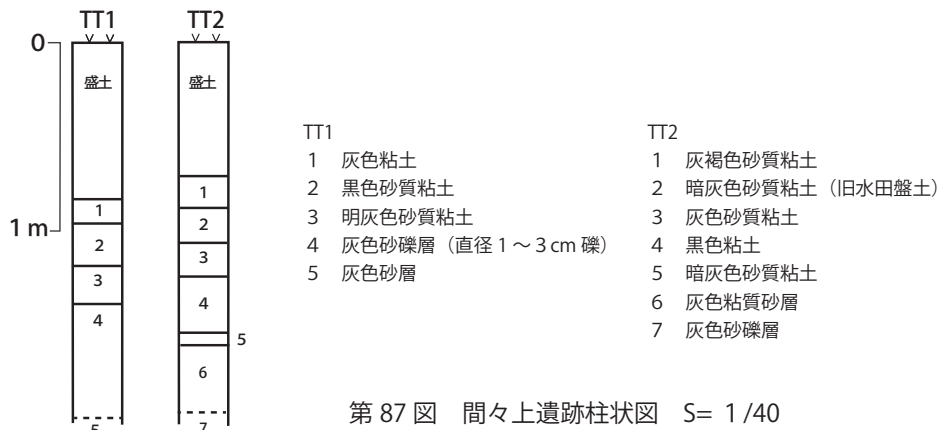 TT1
TT2
0
1 m
盛土
1
2
3
4
5
盛土
1
2
3
4
5
6
7
TT1
1 灰色粘土
2 黒色砂質粘土
3 明灰色砂質粘土
4 灰色砂礫層（直径 1 ～ 3 cm 礫）
5 灰色砂層
TT2
1 灰褐色砂質粘土
2 暗灰色砂質粘土（旧水田盤土）
3 灰色砂質粘土
4 黒色粘土
5 暗灰色砂質粘土
6 灰色粘質砂層
7 灰色砂礫層
第 87 図 間々上遺跡柱状図 S= 1 /40